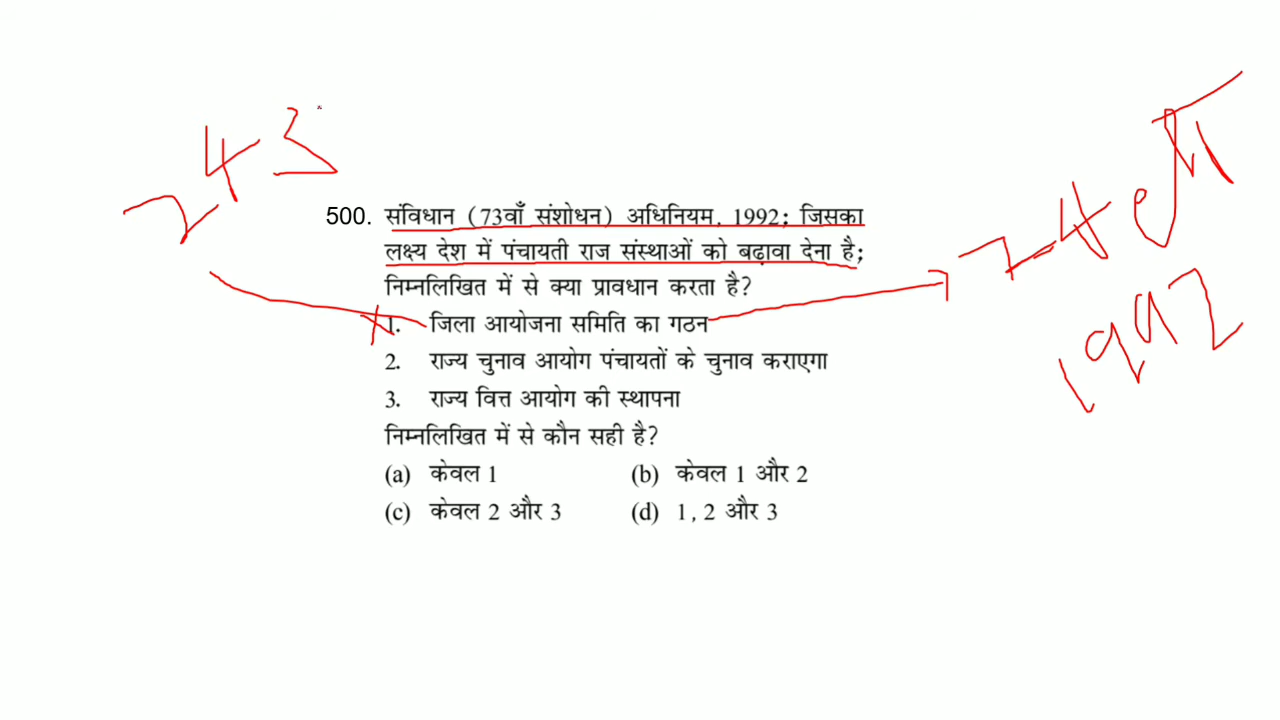 243
500. संविधान (73वाँ संशोधन) अधिनियम, 1992; जिसका
लक्ष्य देश में पंचायती राज संस्थाओं को बढ़ावा देना है;
निम्नलिखित में से क्या प्रावधान करता है?
1. जिला आयोजना समिति का गठन
2. राज्य चुनाव आयोग पंचायतों के चुनाव कराएगा
3. राज्य वित्त आयोग की स्थापना
निम्नलिखित में से कौन सही है?
(a) केवल 1 (b) केवल 1 और 2
(c) केवल 2 और 3 (d) 1, 2 और 3
74वाँ
1992